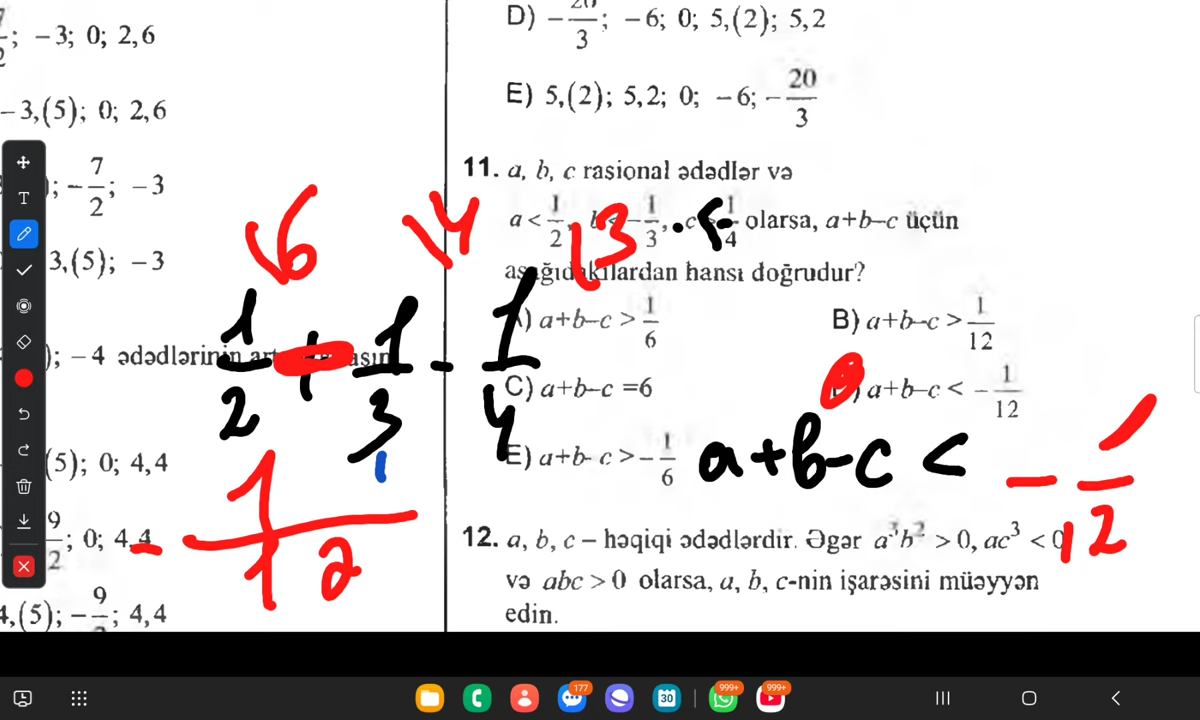 ; −3; 0; 2,6
−3,(5); 0; 2,6
; −7/2; −3
3,(5); −3
); −4 ədədlərinin
(5); 0; 4,4
9/2; 0; 4,4
4,(5); −9/2; 4,4
D) −20/3; −6; 0; 5,(2); 5,2
E) 5,(2); 5,2; 0; −6; −20/3
11. a, b, c rasional ədədlər və
a < 1/2, −1/3, c 1/4 olarsa, a+b−c üçün
hansı doğrudur?
) a+b−c > 1/6
B) a+b−c > 1/12
C) a+b−c =6
) a+b−c < −1/12
E) a+b−c > −1/6
12. a, b, c – həqiqi ədədlərdir. Əgər a³b² > 0, ac³ < 0
və abc > 0 olarsa, a, b, c-nin işarəsini müəyyən
edin.
6
4
3
1/2 − 1/3 − 1/4
1
− 1/12
a+b−c < − 1/12
T
177
30
999+
999+